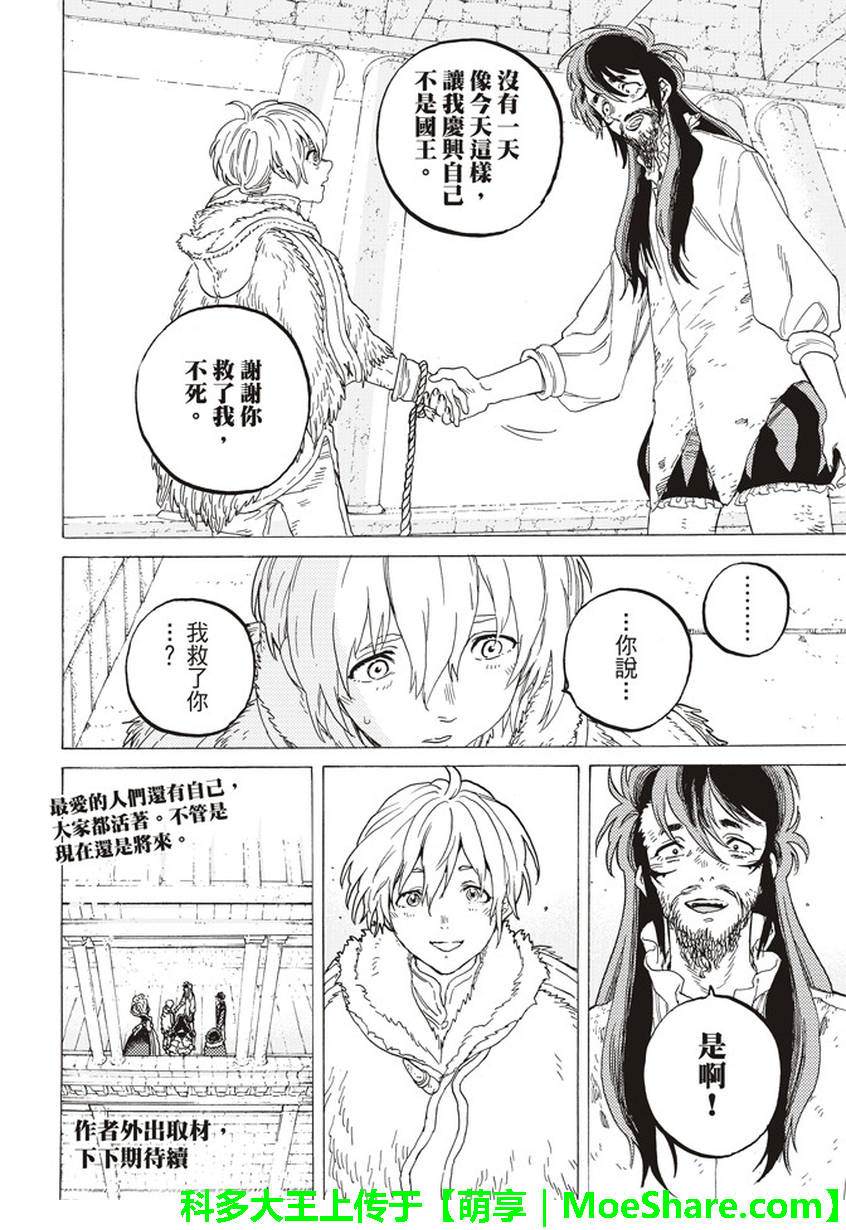 沒有一天
像今天這樣，
讓我慶興自己
不是國王。
謝謝你
救了我，
不死。
………
…你說…
我救了你
…？
是啊！
最愛的人們還有自己，
大家都活著。不管是
現在還是將來。
作者外出取材，
下下期待續
科多大王上传于【萌享｜MoeShare.com】